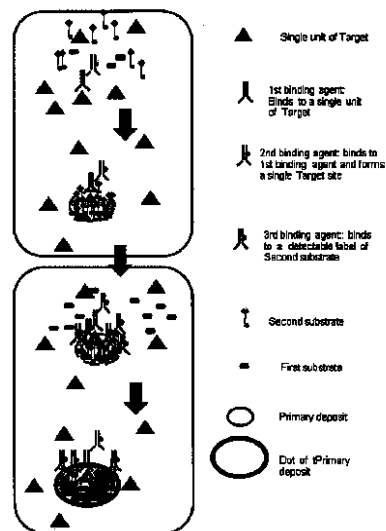 Single unit of Target
1st binding agent:
Binds to a single unit
of Target
2nd binding agent: binds to
1st binding agent and forms
a single Target site
3rd binding agent: binds
to a detectable label of
Second substrate
Second substrate
First substrate
Primary deposit
Dot of tPrimary
deposit